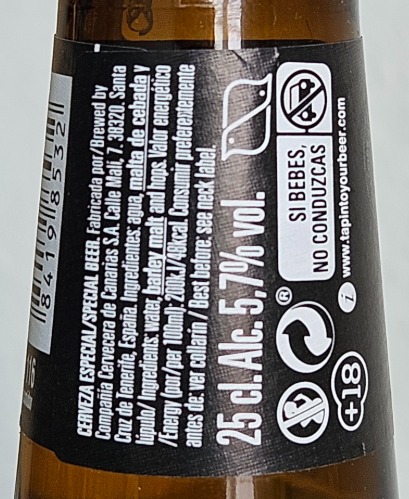 CERVEZA ESPECIAL/SPECIAL BEER. Fabricada por/Brewed by
Compañía Cervecera de Canarias S.A. Calle Malta, 7. 38320, Santa
Cruz de Tenerife, España. Ingredientes: agua, malta de cebada y
lúpulo/Ingredients: water, barley malt and hops. Valor energético
/Energy (por/per 100ml): 200kJ/48kcal. Consumir preferentemente
antes de: ver collarín / Best before: see neck label.
25 cl. Alc. 5,7% vol.
SI BEBES,
NO CONDUZCAS
®
+18
i www.tapintoyourbeer.com
8 419 8532